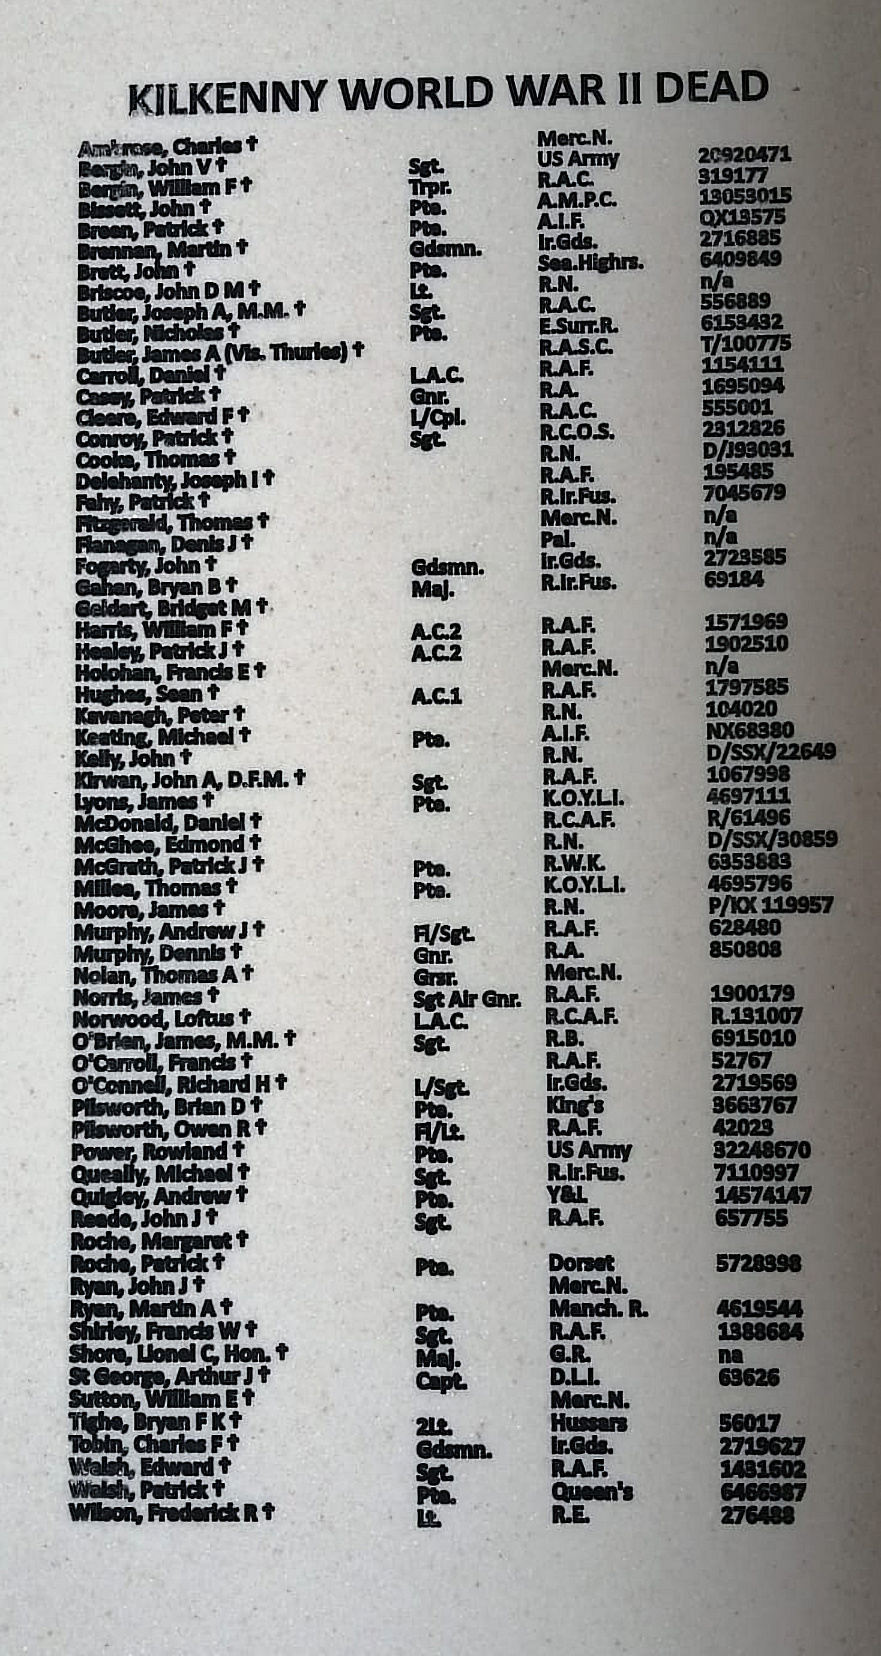 KILKENNY WORLD WAR II DEAD
Ambrose, Charles † Merc.N.
Bergin, John V † Sgt. US Army 20920471
Bergin, William F † Trpr. R.A.C. 319177
Bissett, John † Pte. A.M.P.C. 13053015
Breen, Patrick † Pte. A.I.F. QX13575
Brennan, Martin † Gdsmn. Ir.Gds. 2716885
Brett, John † Pte. Sea.Highrs. 6409849
Briscoe, John D M † Lt. R.N. n/a
Butler, Joseph A, M.M. † Sgt. R.A.C. 556889
Butler, Nicholas † Pte. E.Surr.R. 6153432
Butler, James A (Vis. Thurles) † R.A.S.C. T/100775
Carroll, Daniel † L.A.C. R.A.F. 1154111
Casey, Patrick † Gnr. R.A. 1695094
Cleere, Edward F † L/Cpl. R.A.C. 555001
Conroy, Patrick † Sgt. R.C.O.S. 2312826
Cooke, Thomas † R.N. D/J93031
Delehanty, Joseph I † R.A.F. 195485
Fahy, Patrick † R.Ir.Fus. 7045679
Fitzgerald, Thomas † Merc.N. n/a
Flanagan, Denis J † Pal. n/a
Fogarty, John † Gdsmn. Ir.Gds. 2723585
Gahan, Bryan B † Maj. R.Ir.Fus. 69184
Geldart, Bridget M †
Harris, William F † A.C.2 R.A.F. 1571969
Healey, Patrick J † A.C.2 R.A.F. 1902510
Holohan, Francis E † Merc.N. n/a
Hughes, Sean † A.C.1 R.A.F. 1797585
Kavanagh, Peter † R.N. 104020
Keating, Michael † Pte. A.I.F. NX68380
Kelly, John † R.N. D/SSX/22649
Kirwan, John A, D.F.M. † Sgt. R.A.F. 1067998
Lyons, James † Pte. K.O.Y.L.I. 4697111
McDonald, Daniel † R.C.A.F. R/61496
McGhee, Edmond † R.N. D/SSX/30859
McGrath, Patrick J † Pte. R.W.K. 6353883
Millea, Thomas † Pte. K.O.Y.L.I. 4695796
Moore, James † R.N. P/KX 119957
Murphy, Andrew J † Fl/Sgt. R.A.F. 628480
Murphy, Dennis † Gnr. R.A. 850808
Nolan, Thomas A † Grsr. Merc.N.
Norris, James † Sgt Air Gnr. R.A.F. 1900179
Norwood, Loftus † L.A.C. R.C.A.F. R.131007
O'Brien, James, M.M. † Sgt. R.B. 6915010
O'Carroll, Francis † R.A.F. 52767
O'Connell, Richard H † L/Sgt. Ir.Gds. 2719569
Pilsworth, Brian D † Pte. King's 3663767
Pilsworth, Owen R † Fl/Lt. R.A.F. 42023
Power, Rowland † Pte. US Army 32248670
Queally, Michael † Sgt. R.Ir.Fus. 7110997
Quigley, Andrew † Pte. Y&L 14574147
Reade, John J † Sgt. R.A.F. 657755
Roche, Margaret †
Roche, Patrick † Pte. Dorset 5728398
Ryan, John J † Merc.N.
Ryan, Martin A † Pte. Manch. R. 4619544
Shirley, Francis W † Sgt. R.A.F. 1388684
Shore, Lionel C, Hon. † Maj. G.R. na
St George, Arthur J † Capt. D.L.I. 63626
Sutton, William E † Merc.N.
Tighe, Bryan F K † 2Lt. Hussars 56017
Tobin, Charles F † Gdsmn. Ir.Gds. 2719627
Walsh, Edward † Sgt. R.A.F. 1431602
Walsh, Patrick † Pte. Queen's 6466987
Wilson, Frederick R † Lt. R.E. 276488